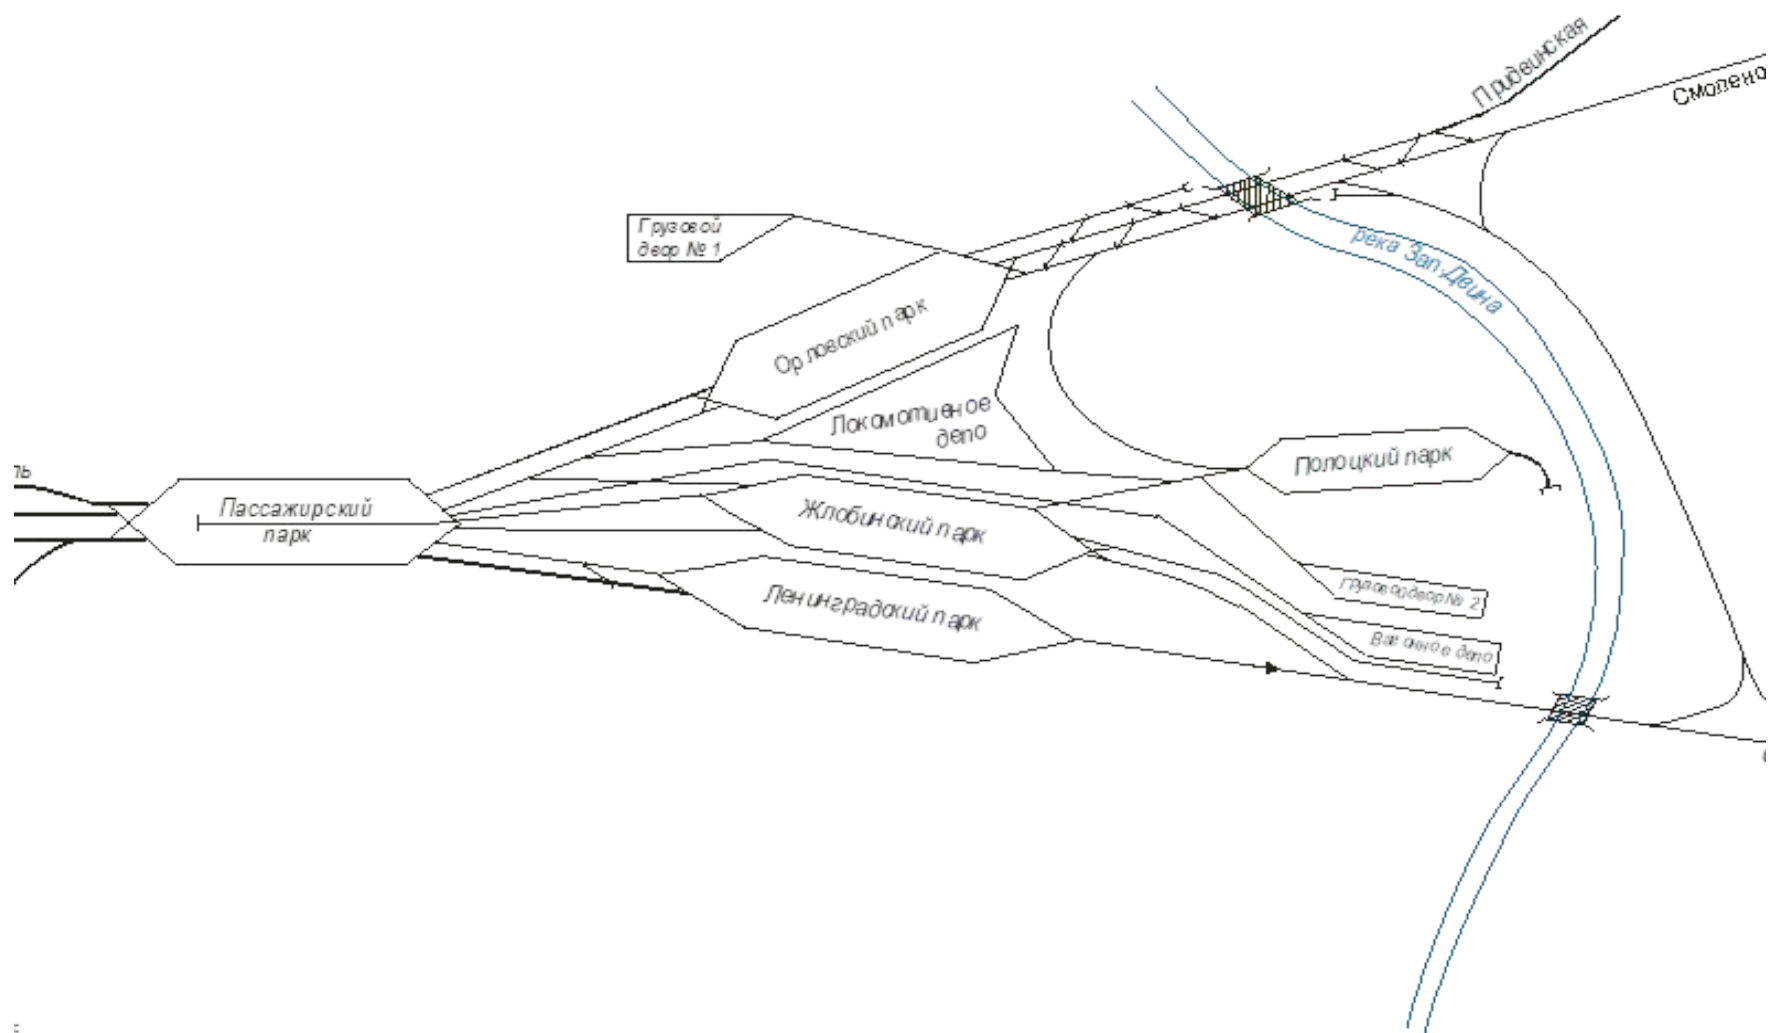 Придвинская
Смоленс
Грузовой
двор № 1
река Зап.Двина
Орловский парк
Локомотивное
депо
ль
Полоцкий парк
Пассажирский
парк
Жлобинский парк
Грузовой двор № 2
Ленинградский парк
Вагонное депо